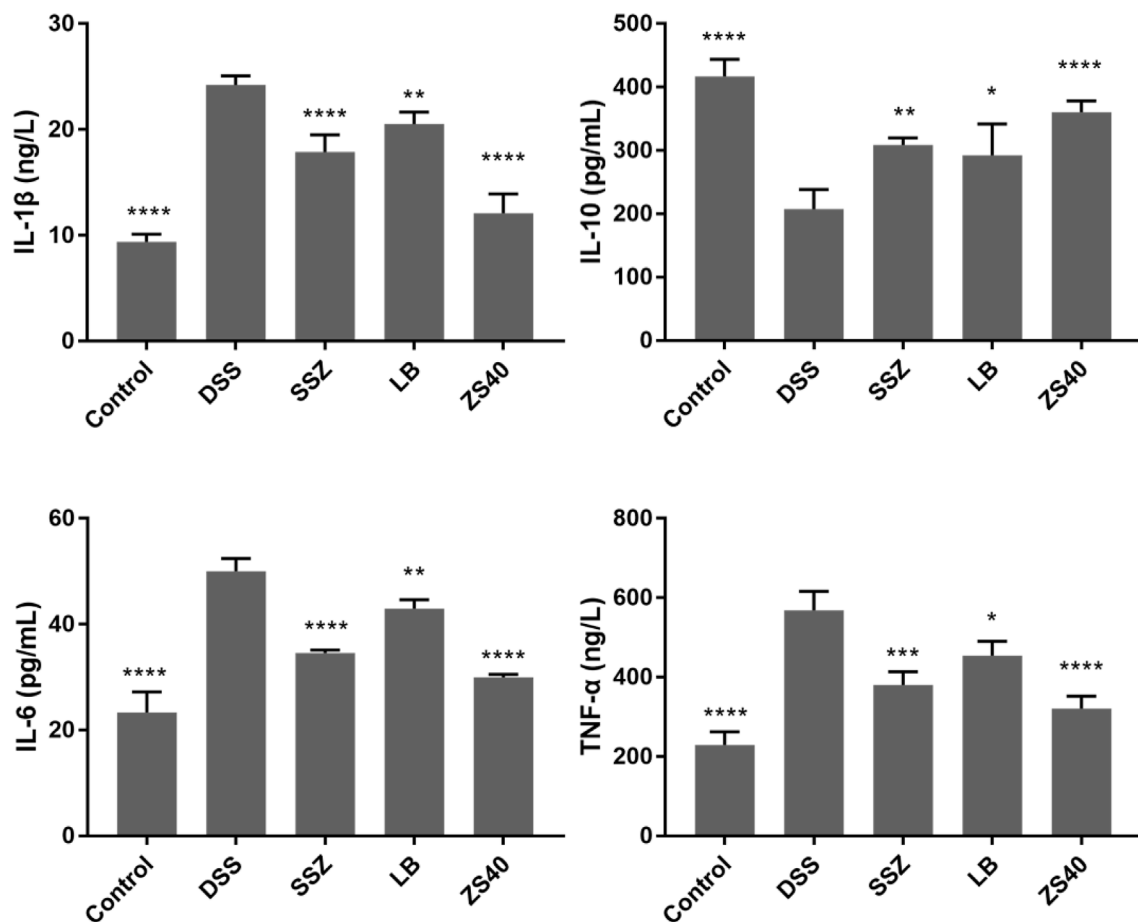 IL-1β (ng/L)
30
20
10
0
****
****
**
****
Control
DSS
SSZ
LB
ZS40
IL-10 (pg/mL)
500
400
300
200
100
0
****
**
*
****
Control
DSS
SSZ
LB
ZS40
IL-6 (pg/mL)
60
40
20
0
****
****
**
****
Control
DSS
SSZ
LB
ZS40
TNF-α (ng/L)
800
600
400
200
0
****
***
*
****
Control
DSS
SSZ
LB
ZS40